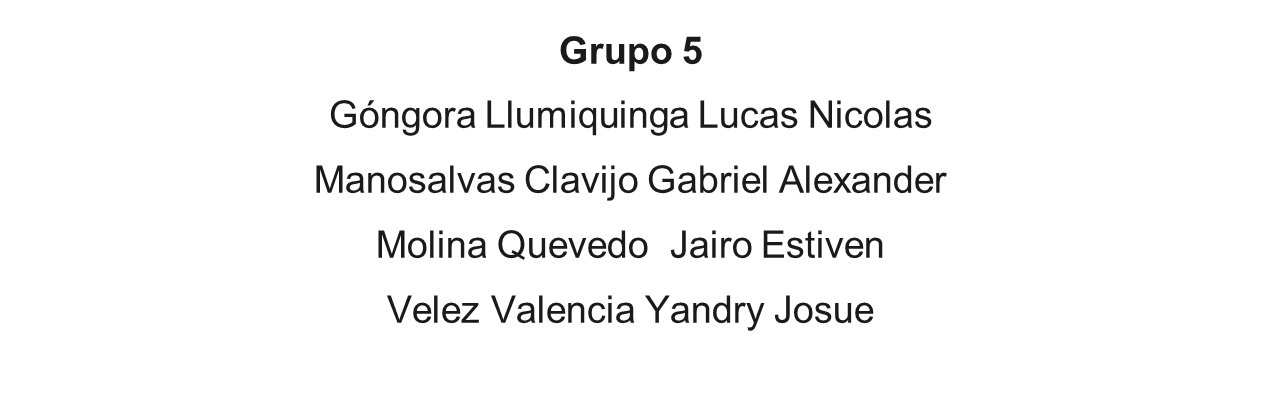 Grupo 5
Góngora Llumiquinga Lucas Nicolas
Manosalvas Clavijo Gabriel Alexander
Molina Quevedo  Jairo Estiven
Velez Valencia Yandry Josue